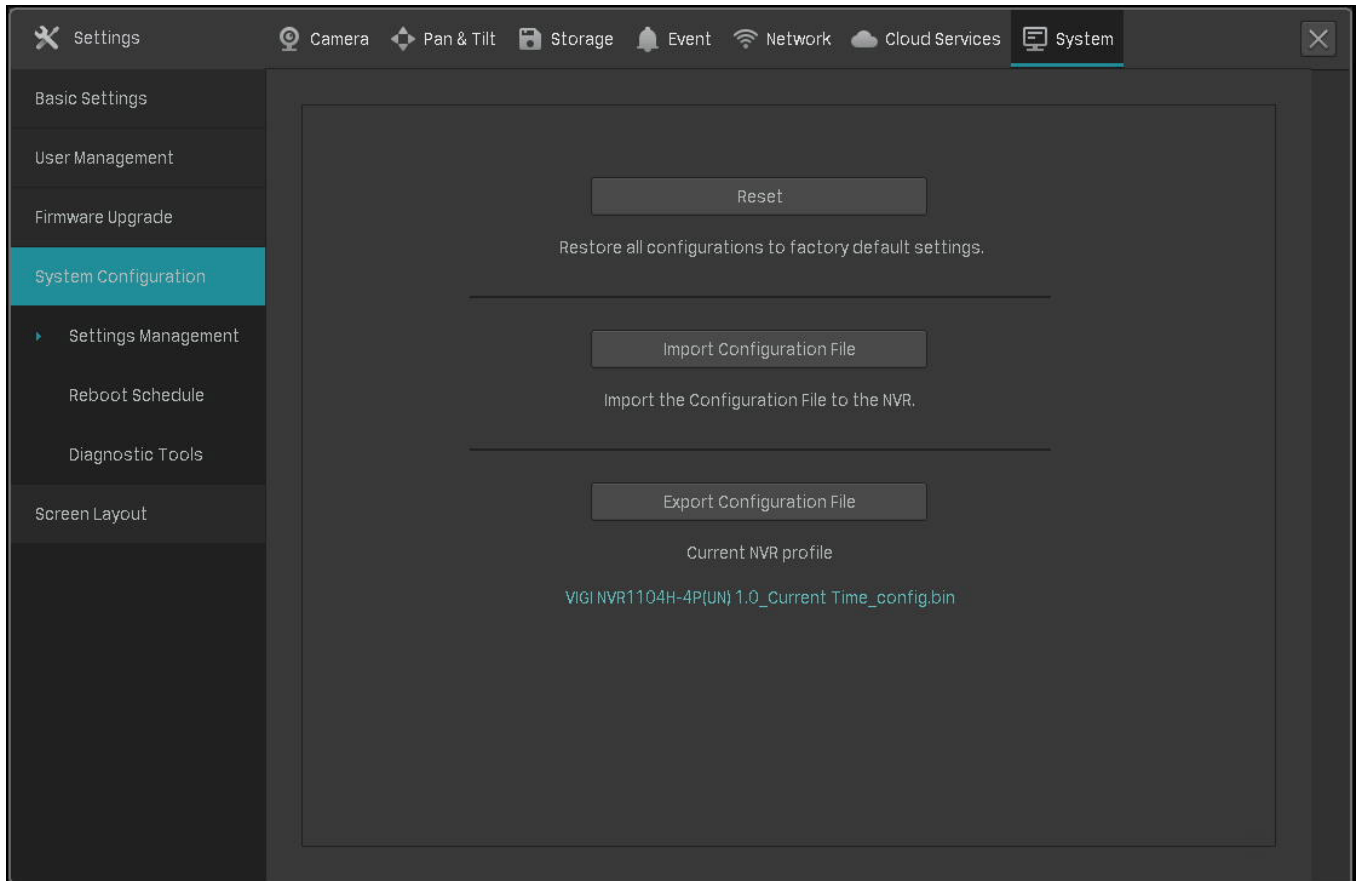 Settings
Camera Pan & Tilt Storage Event Network Cloud Services System
Basic Settings
User Management
Firmware Upgrade
System Configuration
Settings Management
Reboot Schedule
Diagnostic Tools
Screen Layout
Reset
Restore all configurations to factory default settings.
Import Configuration File
Import the Configuration File to the NVR.
Export Configuration File
Current NVR profile
VIGI NVR1104H-4P(UN) 1.0_Current Time_config.bin